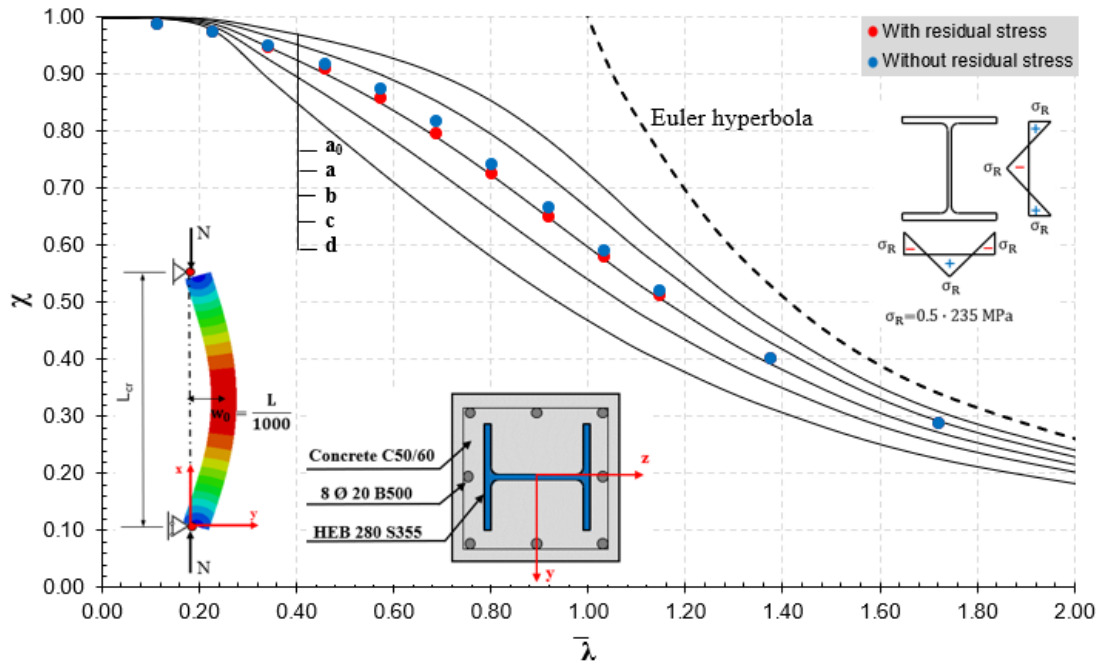 1.00
0.90
0.80
0.70
0.60
0.50
0.40
0.30
0.20
0.10
0.00
χ
0.00
0.20
0.40
0.60
0.80
1.00
1.20
1.40
1.60
1.80
2.00
λ̅
With residual stress
Without residual stress
Euler hyperbola
a₀
a
b
c
d
σR
+
σR
−
+
σR
σR
−
+
−
σR
σR
σR=0.5 · 235 MPa
N
Lcr
w₀ = L
1000
x
y
N
Concrete C50/60
8 Ø 20 B500
HEB 280 S355
z
y